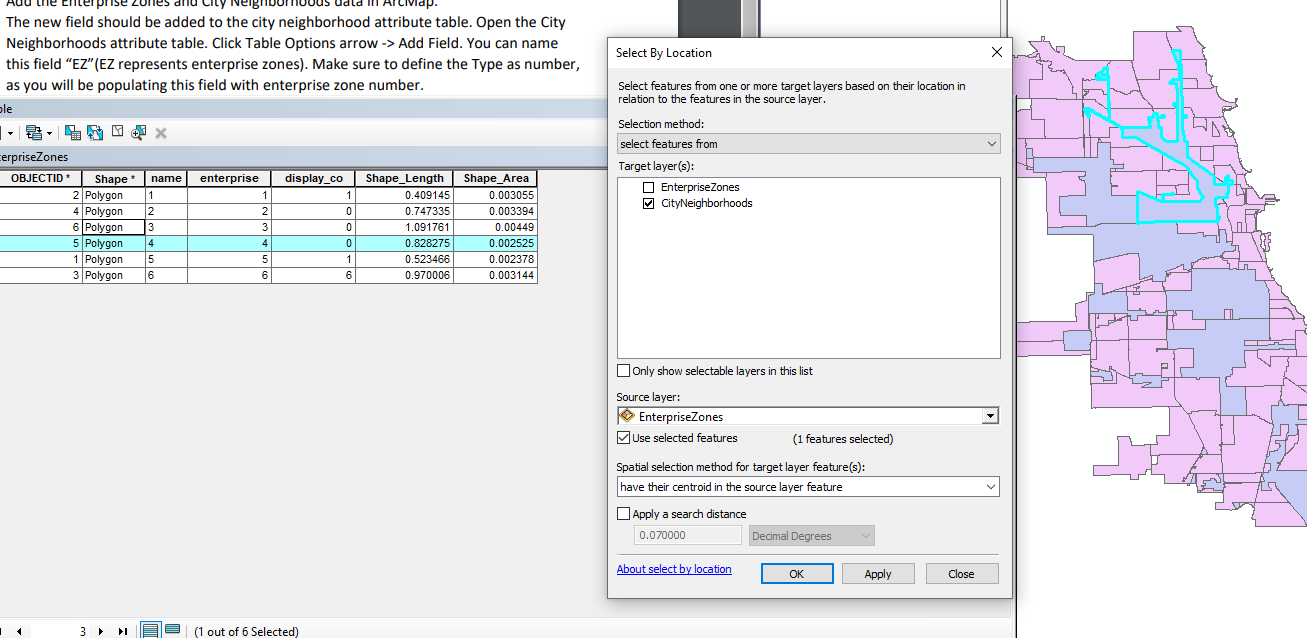 Add the Enterprise Zones and City Neighborhoods data in ArcMap.
The new field should be added to the city neighborhood attribute table. Open the City
Neighborhoods attribute table. Click Table Options arrow -> Add Field. You can name
this field “EZ”(EZ represents enterprise zones). Make sure to define the Type as number,
as you will be populating this field with enterprise zone number.
ble
terpriseZones
OBJECTID * Shape * name enterprise display_co Shape_Length Shape_Area
2 Polygon 1 1 1 0.409145 0.003055
4 Polygon 2 2 0 0.747335 0.003394
6 Polygon 3 3 0 1.091761 0.00449
5 Polygon 4 4 0 0.828275 0.002525
1 Polygon 5 5 1 0.523466 0.002378
3 Polygon 6 6 6 0.970006 0.003144
3 (1 out of 6 Selected)
Select By Location
Select features from one or more target layers based on their location in
relation to the features in the source layer.
Selection method:
select features from
Target layer(s):
EnterpriseZones
CityNeighborhoods
Only show selectable layers in this list
Source layer:
EnterpriseZones
Use selected features (1 features selected)
Spatial selection method for target layer feature(s):
have their centroid in the source layer feature
Apply a search distance
0.070000 Decimal Degrees
About select by location OK Apply Close